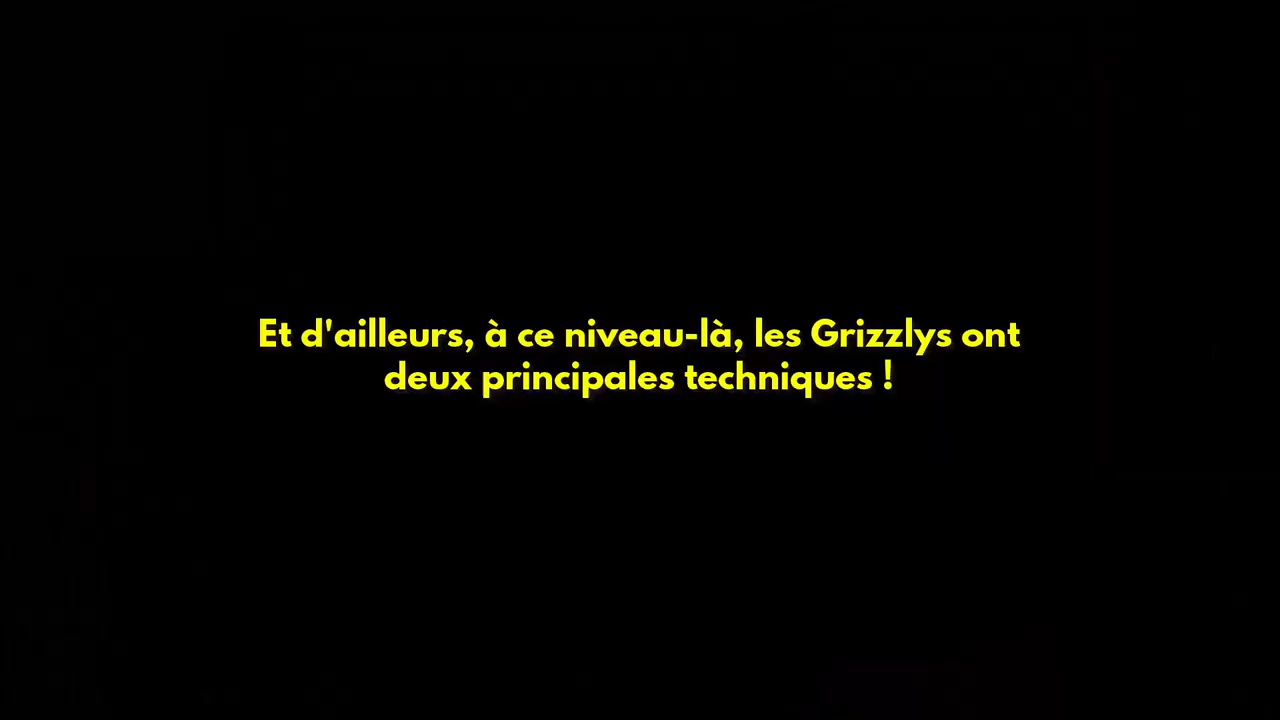 Et d'ailleurs, à ce niveau-là, les Grizzlys ont
deux principales techniques !